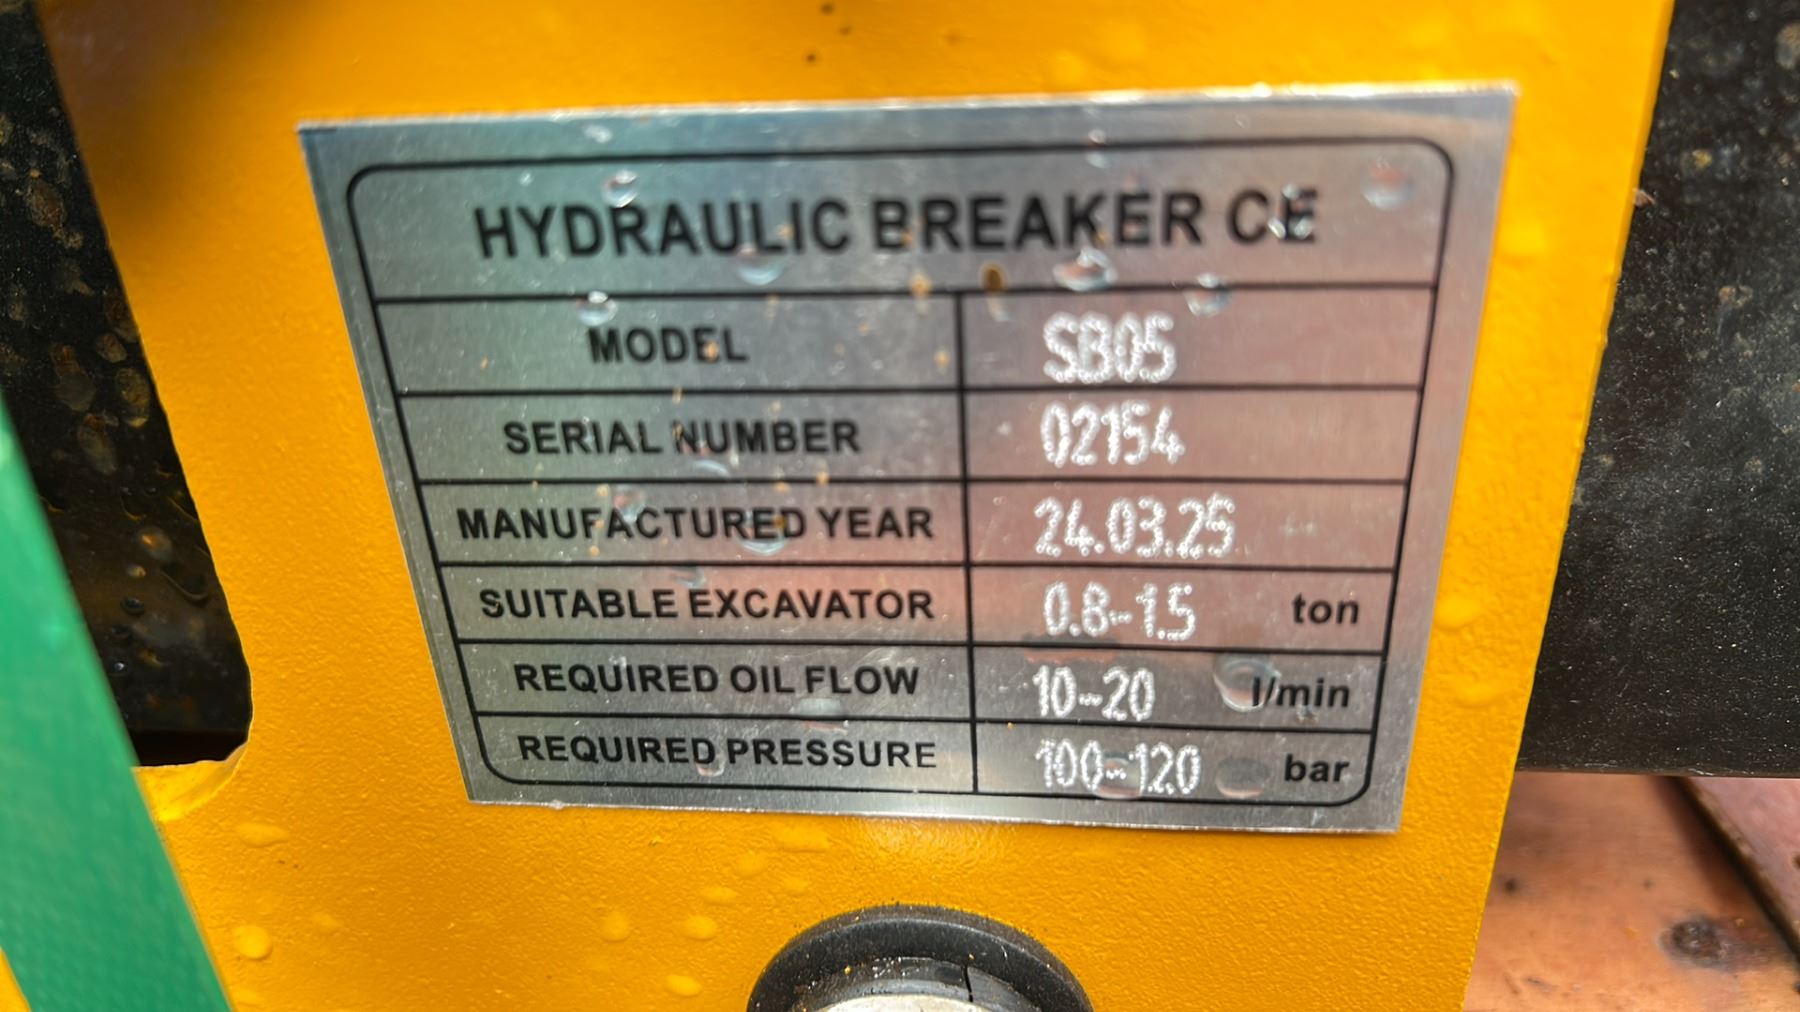 HYDRAULIC BREAKER CE
MODEL SB05
SERIAL NUMBER 02154
MANUFACTURED YEAR 24.03.25
SUITABLE EXCAVATOR 0.8-1.5 ton
REQUIRED OIL FLOW 10-20 l/min
REQUIRED PRESSURE 100-120 bar